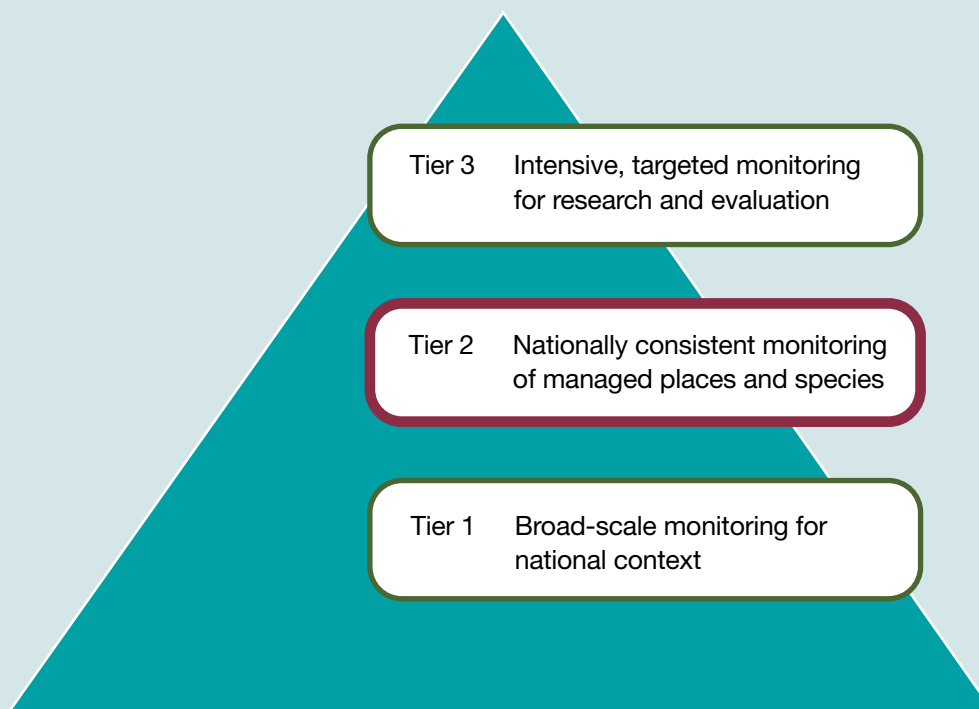 Tier 3 Intensive, targeted monitoring
for research and evaluation
Tier 2 Nationally consistent monitoring
of managed places and species
Tier 1 Broad-scale monitoring for
national context